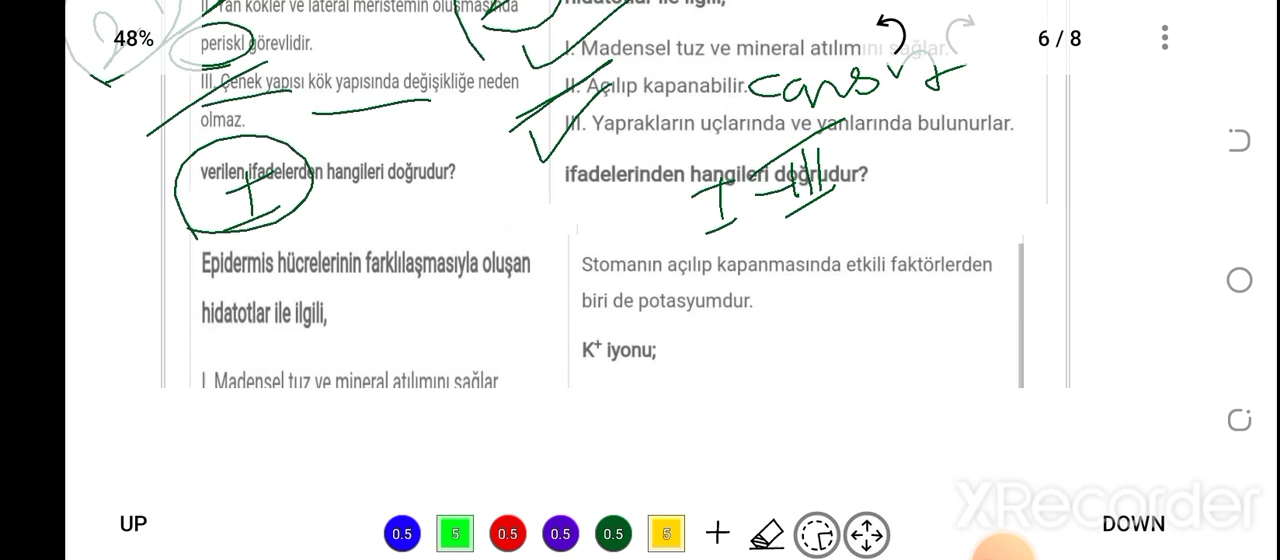 II. Yan kökler ve lateral meristemin oluşmasında
periskl görevlidir.
III. Çenek yapısı kök yapısında değişikliğe neden
olmaz.
verilen ifadelerden hangileri doğrudur?
I
hidatotlar ile ilgili,
I. Madensel tuz ve mineral atılımını sağlar.
II. Açılıp kapanabilir.
III. Yaprakların uçlarında ve yanlarında bulunurlar.
ifadelerinden hangileri doğrudur?
I - III
Epidermis hücrelerinin farklılaşmasıyla oluşan
hidatotlar ile ilgili,
I. Madensel tuz ve mineral atılımını sağlar
Stomanın açılıp kapanmasında etkili faktörlerden
biri de potasyumdur.
K⁺ iyonu;
48%
6 / 8
UP
0.5 5 0.5 0.5 0.5 5
DOWN
XRecorder